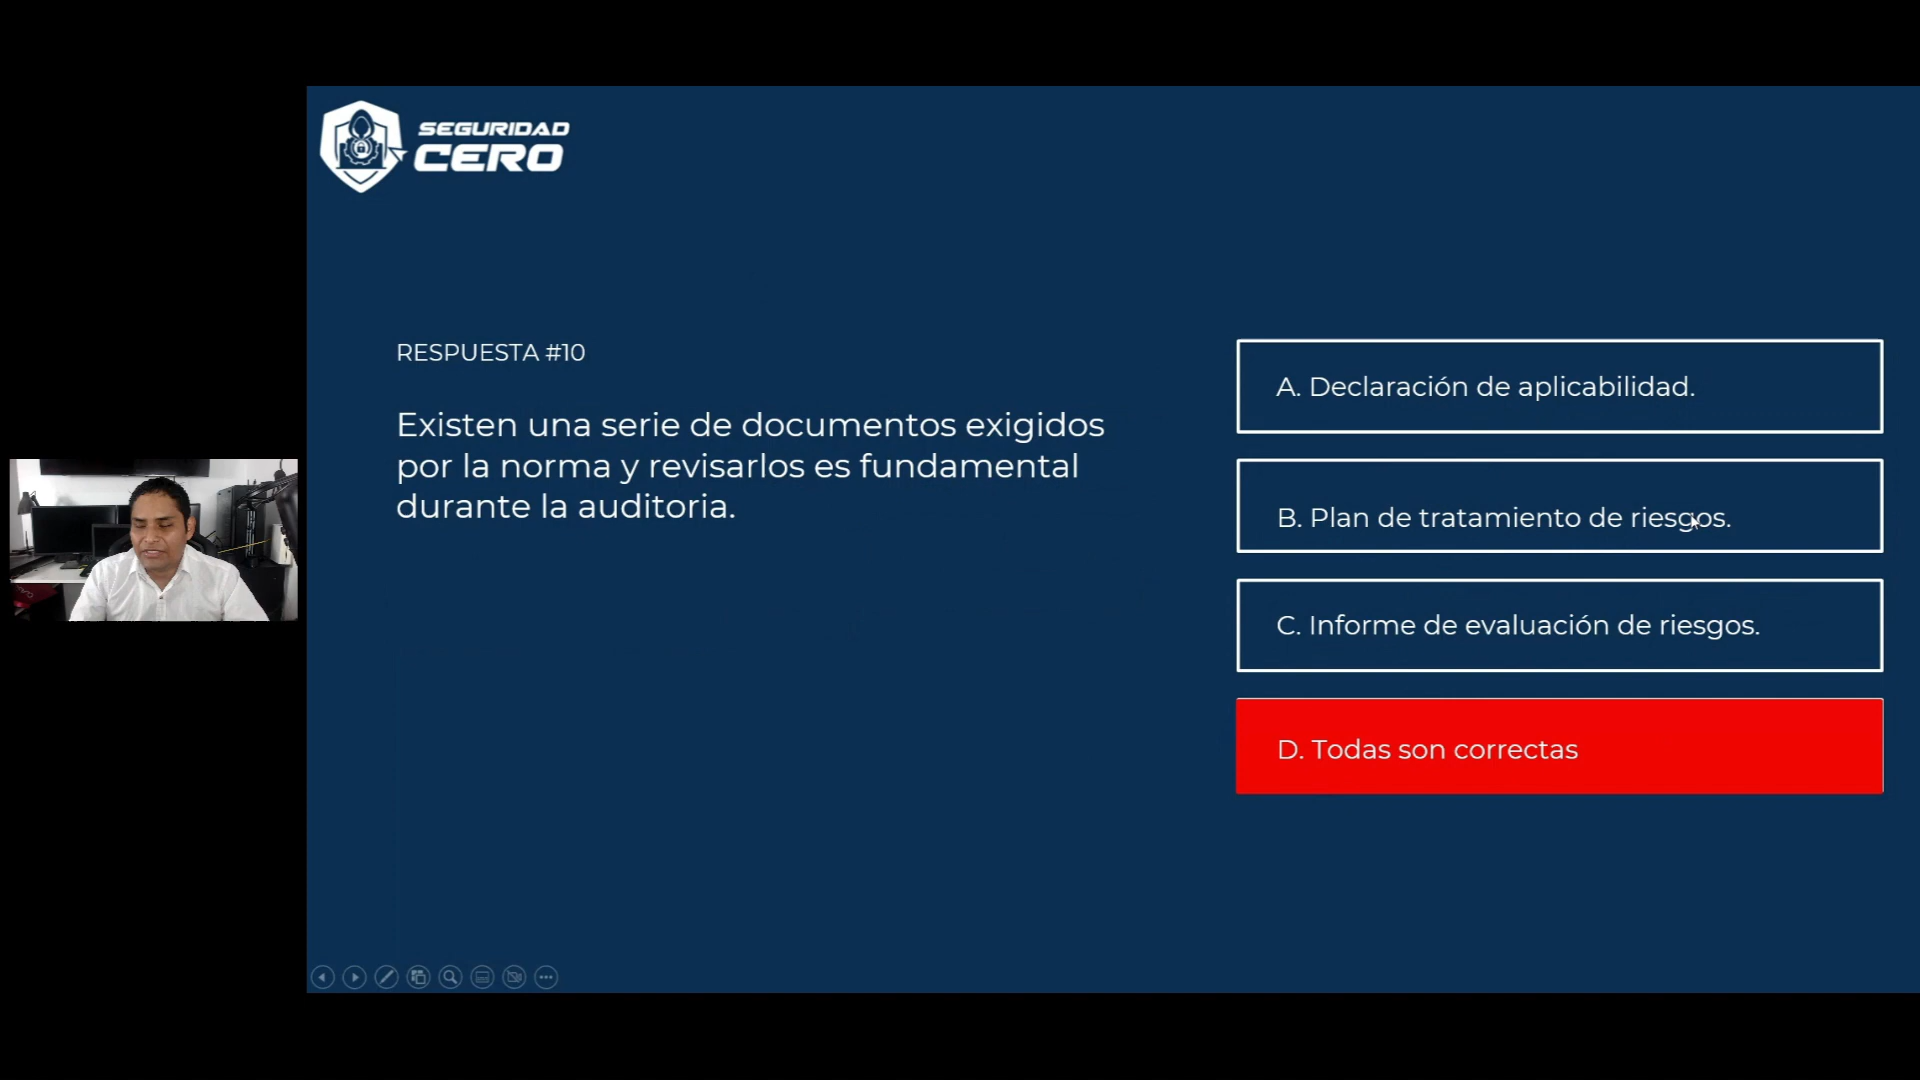 SEGURIDAD
CERO
RESPUESTA #10
Existen una serie de documentos exigidos
por la norma y revisarlos es fundamental
durante la auditoria.
A. Declaración de aplicabilidad.
B. Plan de tratamiento de riesgos.
C. Informe de evaluación de riesgos.
D. Todas son correctas